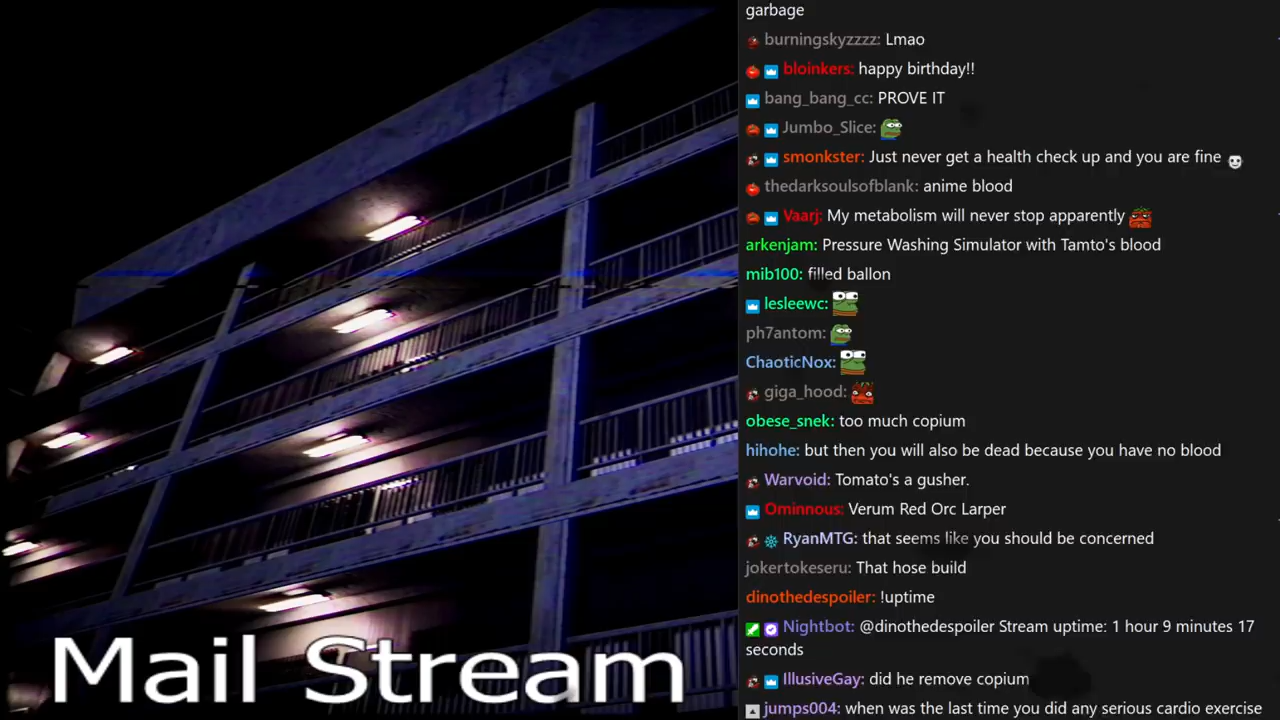 garbage
burningskyzzzz: Lmao
bloinkers: happy birthday!!
bang_bang_cc: PROVE IT
Jumbo_Slice:
smonkster: Just never get a health check up and you are fine
thedarksoulsofblank: anime blood
Vaarj: My metabolism will never stop apparently
arkenjam: Pressure Washing Simulator with Tamto's blood
mib100: filled ballon
lesleewc:
ph7antom:
ChaoticNox:
giga_hood:
obese_snek: too much copium
hihohe: but then you will also be dead because you have no blood
Warvoid: Tomato's a gusher.
Ominnous: Verum Red Orc Larper
RyanMTG: that seems like you should be concerned
jokertokeseru: That hose build
dinothedespoiler: !uptime
Nightbot: @dinothedespoiler Stream uptime: 1 hour 9 minutes 17
seconds
IllusiveGay: did he remove copium
jumps004: when was the last time you did any serious cardio exercise
Mail Stream